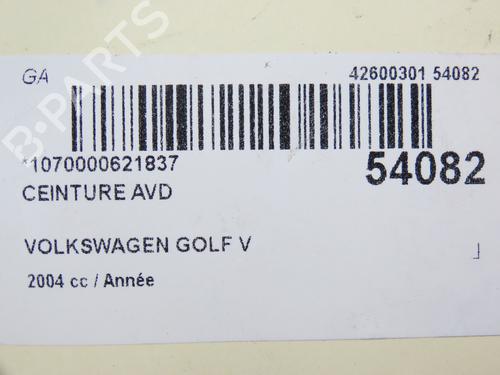 GA 42600301 54082
*1070000621837 54082
CEINTURE AVD
VOLKSWAGEN GOLF V
2004 cc / Année
B-PARTS